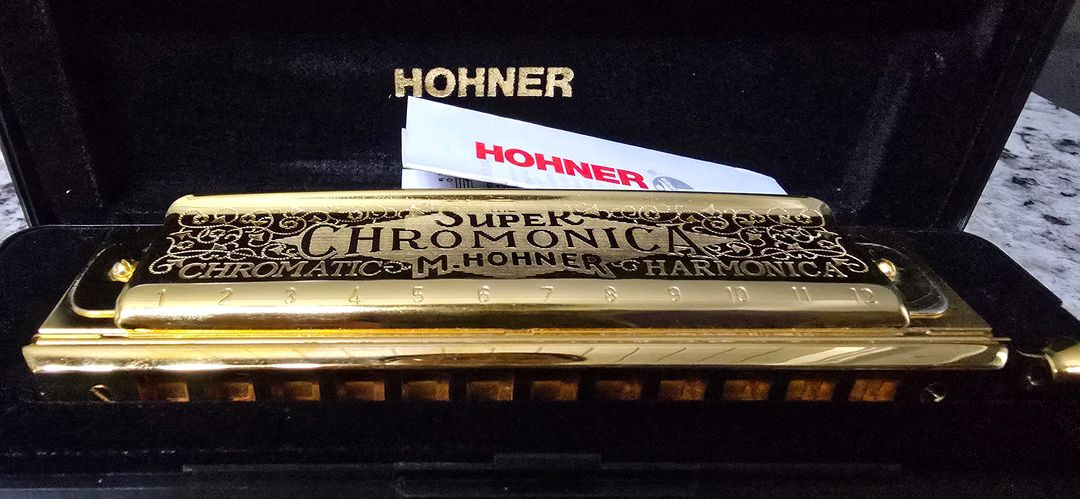 HOHNER
HOHNER
SUPER
CHROMONICA
CHROMATIC M. HOHNER HARMONICA
1 2 3 4 5 6 7 8 9 10 11 12